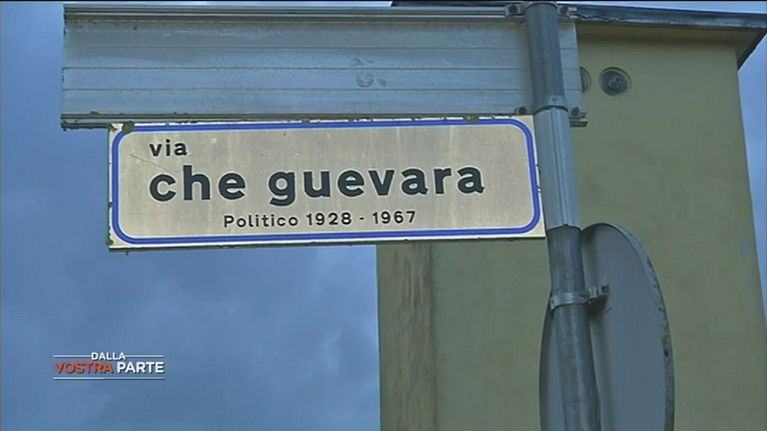 via
che guevara
Politico 1928 - 1967
DALLA
VOSTRA PARTE